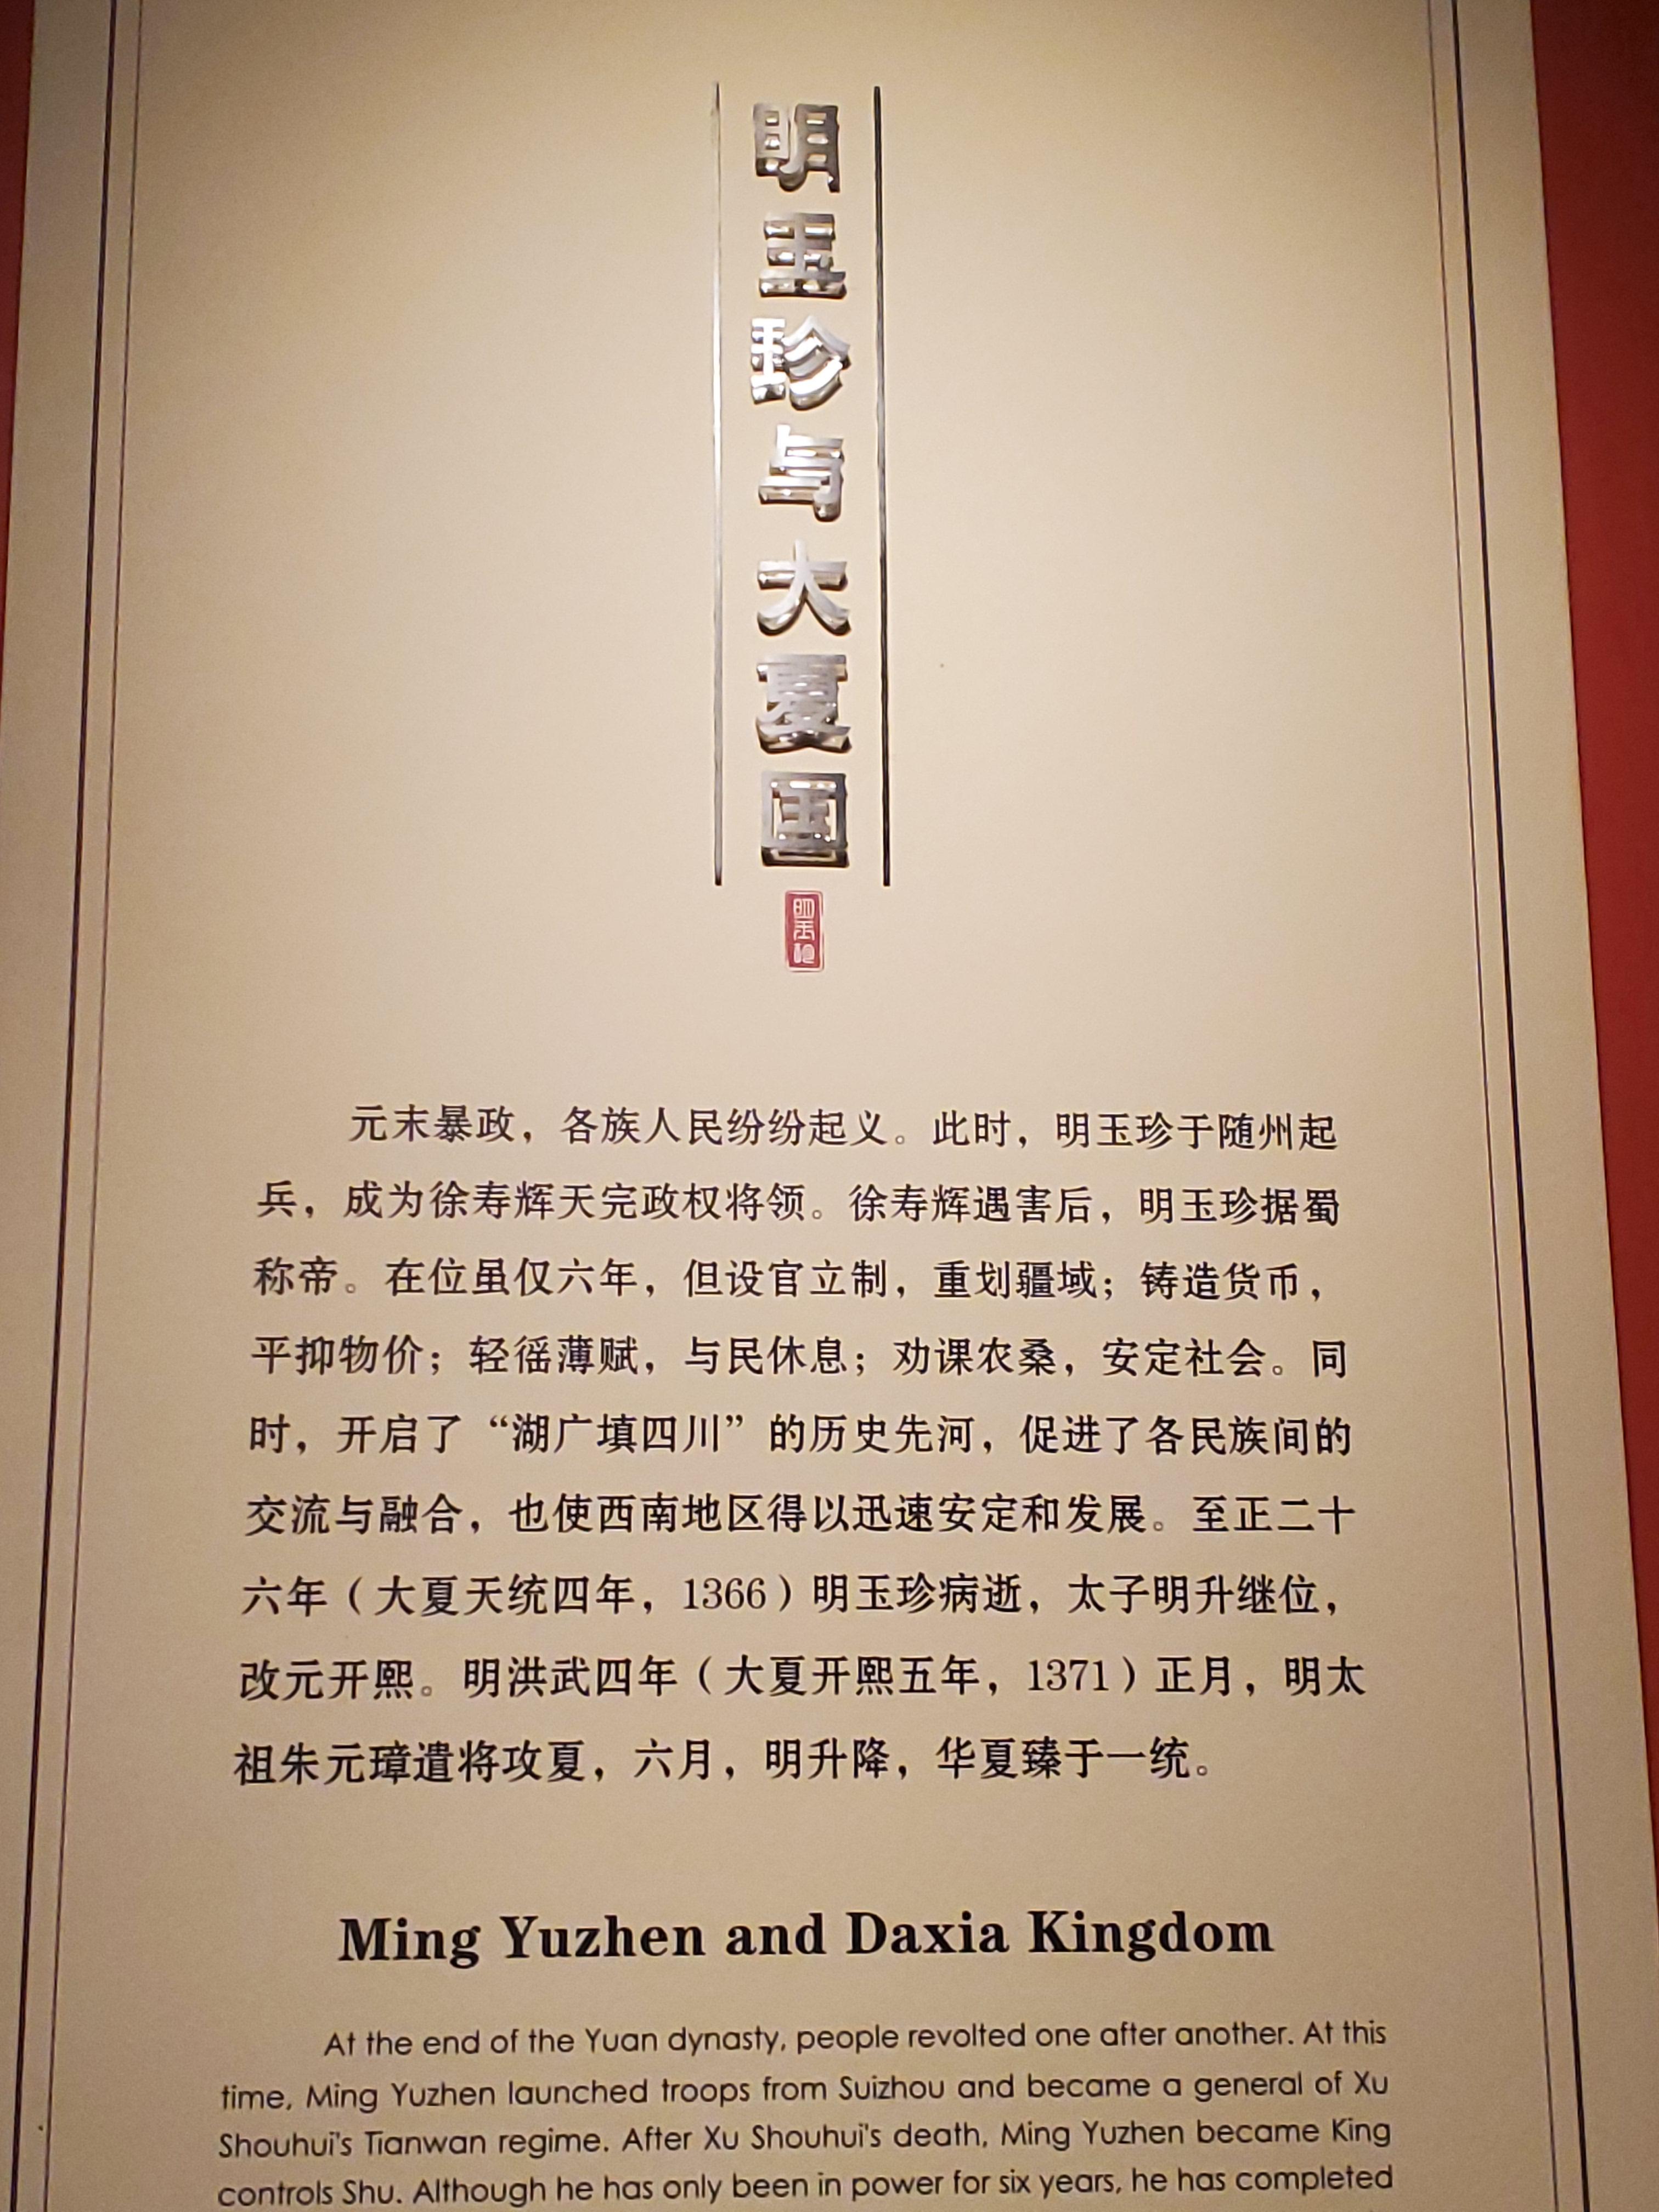 明玉珍与大夏国
明玉珍
元末暴政，各族人民纷纷起义。此时，明玉珍于随州起
兵，成为徐寿辉天完政权将领。徐寿辉遇害后，明玉珍据蜀
称帝。在位虽仅六年，但设官立制，重划疆域；铸造货币，
平抑物价；轻徭薄赋，与民休息；劝课农桑，安定社会。同
时，开启了“湖广填四川”的历史先河，促进了各民族间的
交流与融合，也使西南地区得以迅速安定和发展。至正二十
六年（大夏天统四年，1366）明玉珍病逝，太子明升继位，
改元开熙。明洪武四年（大夏开熙五年，1371）正月，明太
祖朱元璋遣将攻夏，六月，明升降，华夏臻于一统。
Ming Yuzhen and Daxia Kingdom
At the end of the Yuan dynasty, people revolted one after another. At this
time, Ming Yuzhen launched troops from Suizhou and became a general of Xu
Shouhui's Tianwan regime. After Xu Shouhui's death, Ming Yuzhen became King
controls Shu. Although he has only been in power for six years, he has completed